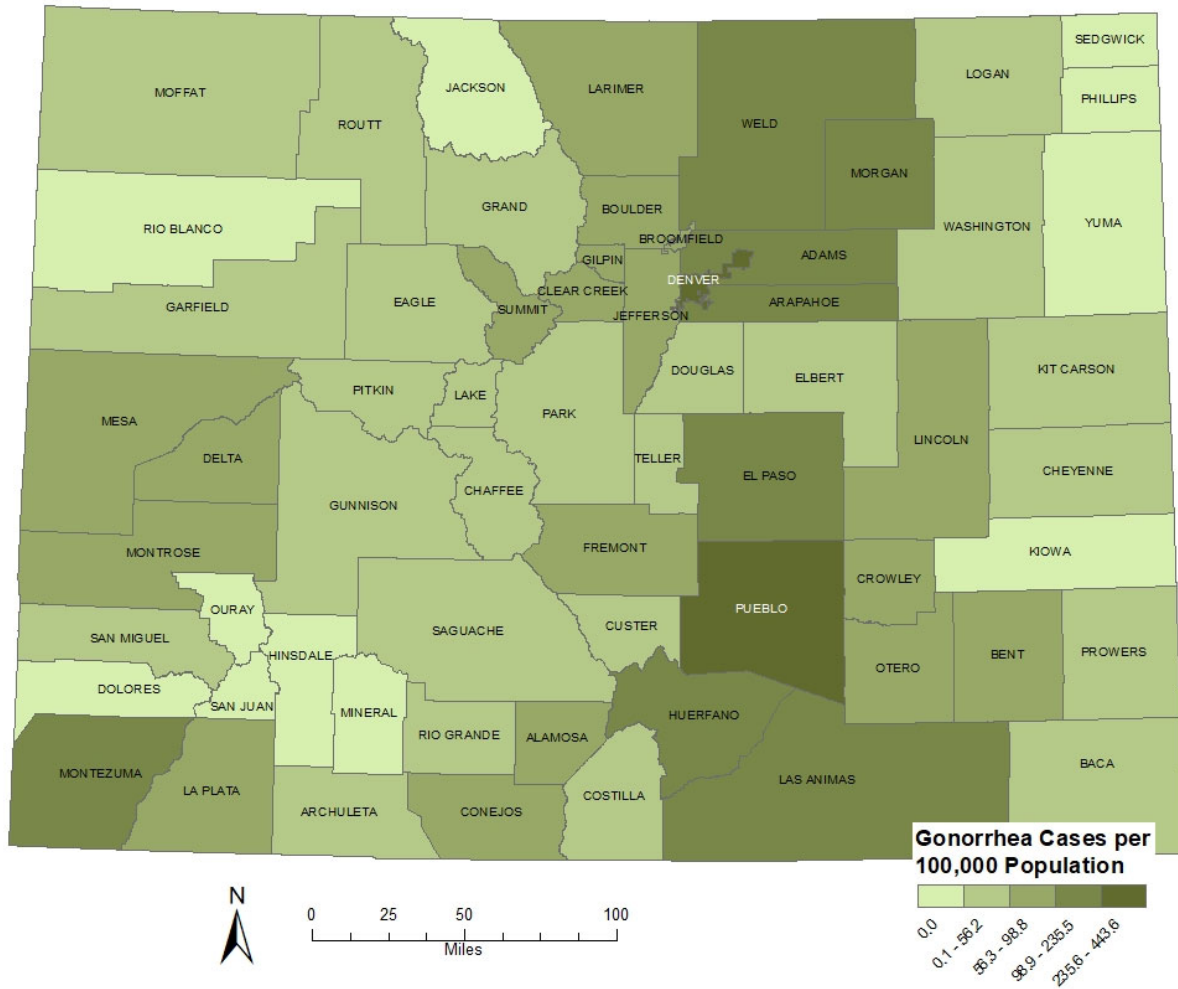 SEDGWICK
LOGAN
JACKSON
LARIMER
MOFFAT
PHILLIPS
ROUTT
WELD
MORGAN
GRAND
BOULDER
YUMA
WASHINGTON
RIO BLANCO
BROOMFIELD
ADAMS
GILPIN
DENVER
CLEAR CREEK
EAGLE
ARAPAHOE
GARFIELD
SUMMIT
JEFFERSON
DOUGLAS
KIT CARSON
ELBERT
PITKIN
LAKE
PARK
MESA
LINCOLN
DELTA
TELLER
CHEYENNE
EL PASO
CHAFFEE
GUNNISON
FREMONT
MONTROSE
KIOWA
CROWLEY
OURAY
PUEBLO
CUSTER
SAGUACHE
SAN MIGUEL
PROWERS
BENT
HINSDALE
OTERO
DOLORES
SAN JUAN
MINERAL
HUERFANO
RIO GRANDE
ALAMOSA
BACA
MONTEZUMA
LAS ANIMAS
LA PLATA
COSTILLA
ARCHULETA
CONEJOS
Gonorrhea Cases per
100,000 Population
0.0
0.1 - 56.2
56.3 - 98.8
98.9 - 235.5
235.6 - 443.6
N
0 25 50 100
Miles